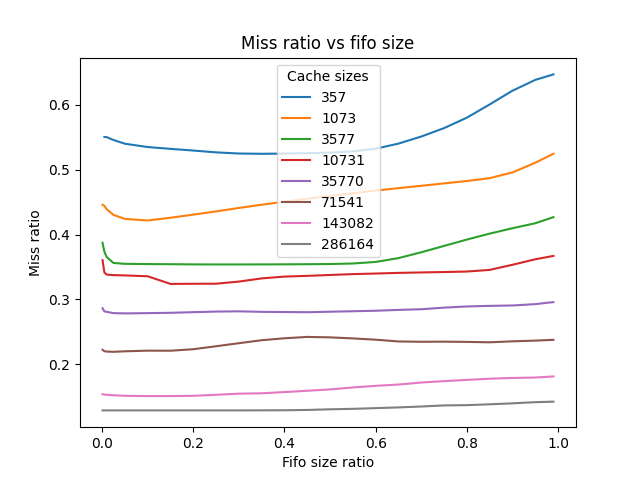 Miss ratio vs fifo size
Cache sizes
357
1073
3577
10731
35770
71541
143082
286164
Miss ratio
0.6
0.5
0.4
0.3
0.2
0.0 0.2 0.4 0.6 0.8 1.0
Fifo size ratio